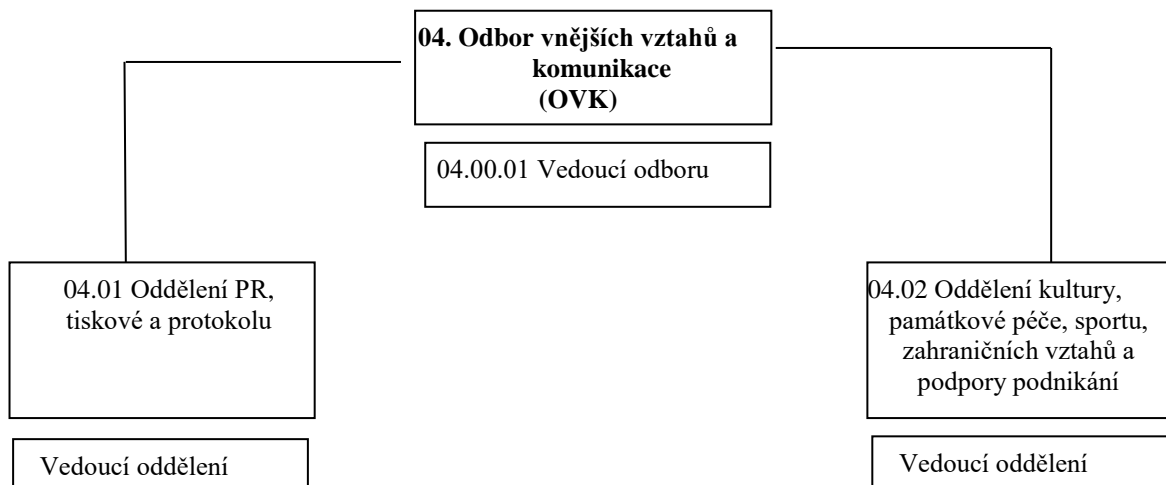 04. Odbor vnějších vztahů a
komunikace
(OVK)
04.00.01 Vedoucí odboru
04.01 Oddělení PR,
tiskové a protokolu
04.02 Oddělení kultury,
památkové péče, sportu,
zahraničních vztahů a
podpory podnikání
Vedoucí oddělení
Vedoucí oddělení